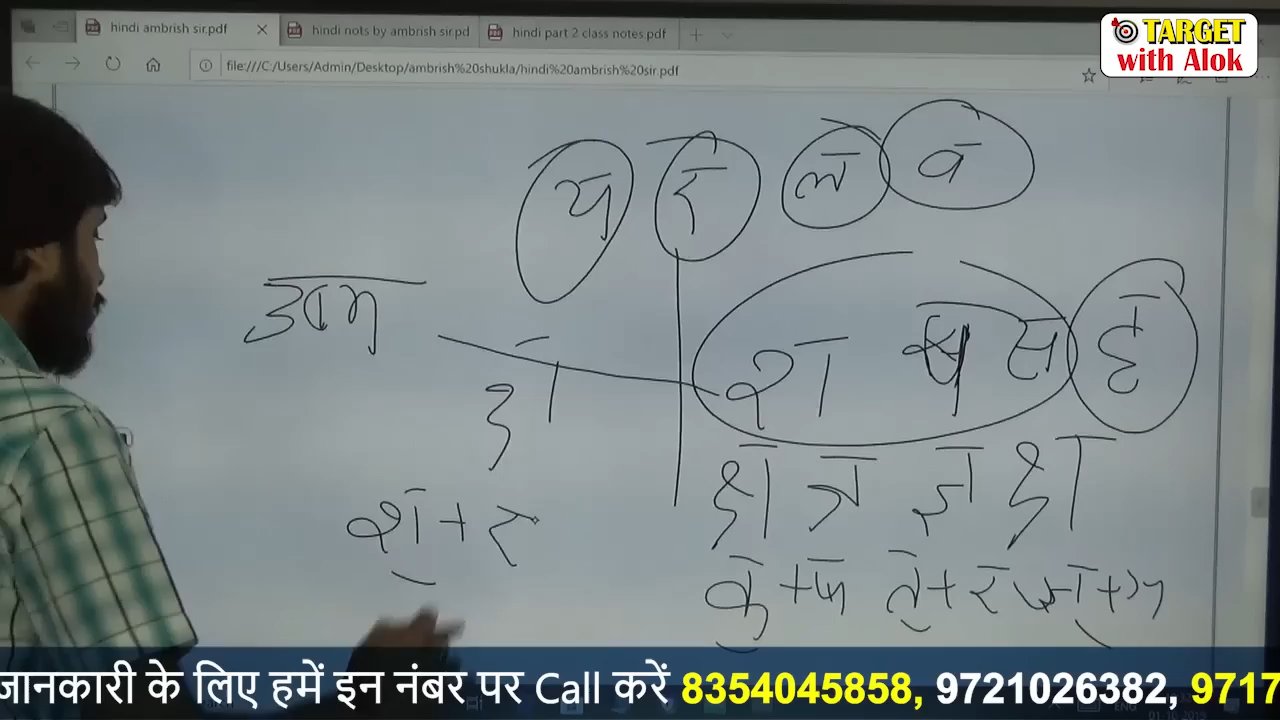 hindi ambrish sir.pdf
hindi nots by ambrish sir.pd
hindi part 2 class notes.pdf
TARGET
with Alok
file:///C:/Users/Admin/Desktop/ambrish%20shukla/hindi%20ambrish%20sir.pdf
य र ल व
श ष स ह
श्र
क्ष त्र ज्ञ श्र
श् + र
क् + ष त् + र ज् + ञ
जानकारी के लिए हमें इन नंबर पर Call करें 8354045858, 9721026382, 9717